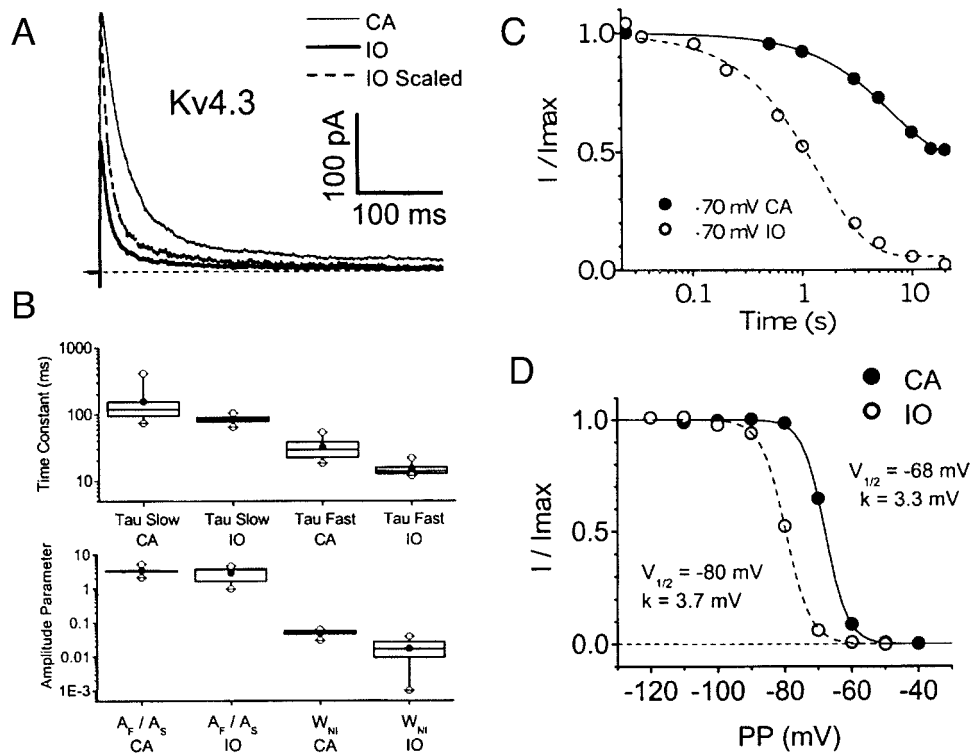 A
CA
IO
IO Scaled
Kv4.3
100 pA
100 ms
B
Time Constant (ms)
1000
100
10
Tau Slow
CA
Tau Slow
IO
Tau Fast
CA
Tau Fast
IO
Amplitude Parameter
10
1
0.1
0.01
1E-3
A_F / A_S
CA
A_F / A_S
IO
W_NI
CA
W_NI
IO
C
I / Imax
1.0
0.5
0.0
-70 mV CA
-70 mV IO
0.1
1
10
Time (s)
D
CA
IO
I / Imax
1.0
0.5
0.0
V_1/2 = -68 mV
k = 3.3 mV
V_1/2 = -80 mV
k = 3.7 mV
-120 -100 -80 -60 -40
PP (mV)